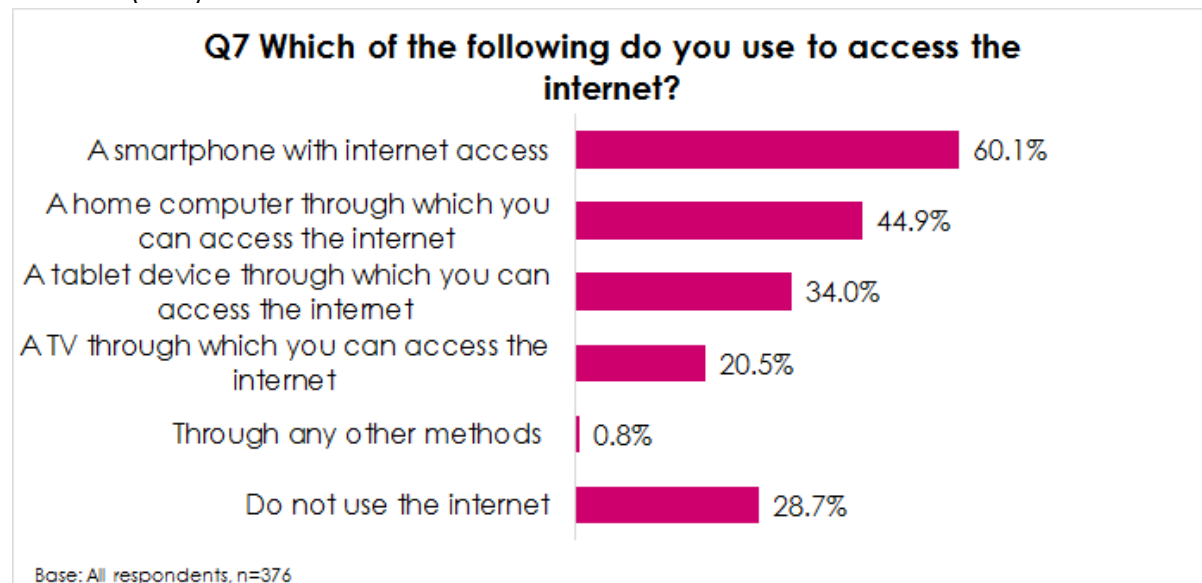 Q7 Which of the following do you use to access the
internet?
A smartphone with internet access
60.1%
A home computer through which you
can access the internet
44.9%
A tablet device through which you can
access the internet
34.0%
A TV through which you can access the
internet
20.5%
Through any other methods
0.8%
Do not use the internet
28.7%
Base: All respondents, n=376